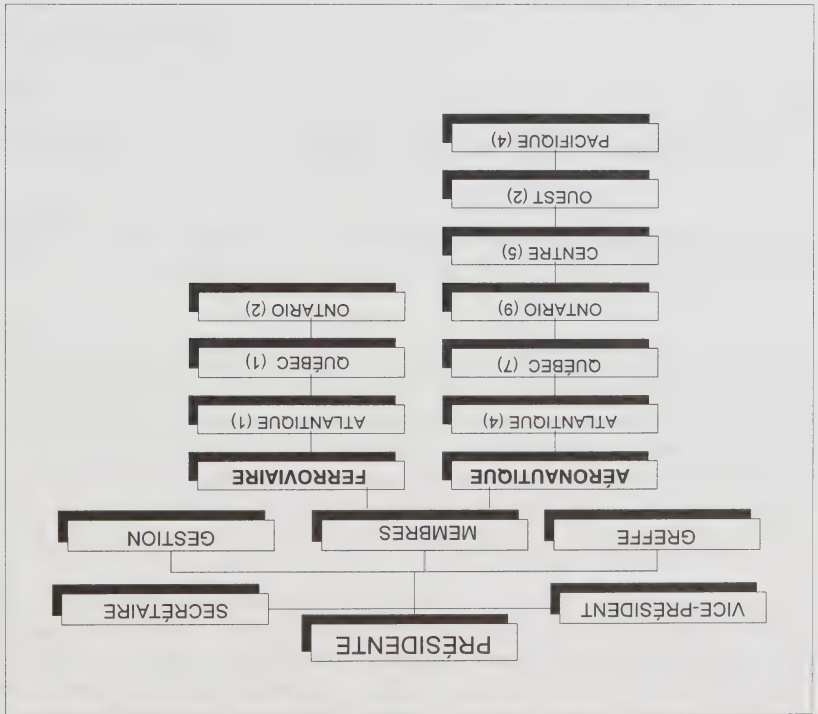 PRÉSIDENTE
VICE-PRÉSIDENT
SECRÉTAIRE
GREFFE
MEMBRES
GESTION
AÉRONAUTIQUE
FERROVIAIRE
ATLANTIQUE (4)
ATLANTIQUE (1)
QUÉBEC (7)
QUÉBEC (1)
ONTARIO (9)
ONTARIO (2)
CENTRE (5)
OUEST (2)
PACIFIQUE (4)